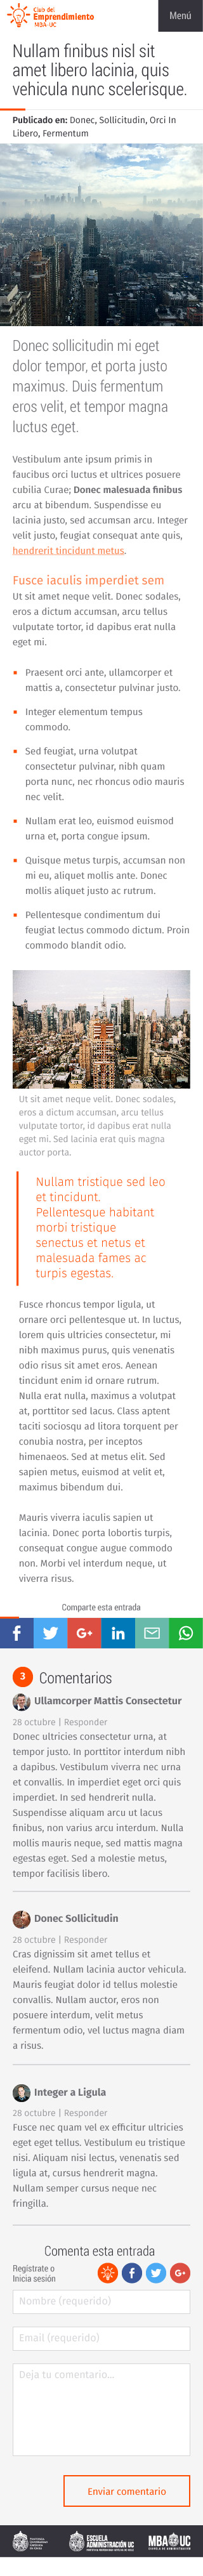 Guía del
Emprendimiento
MBA·UC
Menú
Nullam finibus nisl sit
amet libero lacinia, quis
vehicula nunc scelerisque.
Publicado en: Donec, Sollicitudin, Orci In
Libero, Fermentum
Donec sollicitudin mi eget
dolor tempor, et porta justo
maximus. Duis fermentum
eros velit, et tempor magna
luctus eget.
Vestibulum ante ipsum primis in
faucibus orci luctus et ultrices posuere
cubilia Curae; Donec malesuada finibus
arcu at bibendum. Suspendisse eu
lacinia justo, sed accumsan arcu. Integer
velit justo, feugiat consequat ante quis,
hendrerit tincidunt metus.
Fusce iaculis imperdiet sem
Ut sit amet neque velit. Donec sodales,
eros a dictum accumsan, arcu tellus
vulputate tortor, id dapibus erat nulla
eget mi.
Praesent orci ante, ullamcorper et
mattis a, consectetur pulvinar justo.
Integer elementum tempus
commodo.
Sed feugiat, urna volutpat
consectetur pulvinar, nibh quam
porta nunc, nec rhoncus odio mauris
nec velit.
Nullam erat leo, euismod euismod
urna et, porta congue ipsum.
Quisque metus turpis, accumsan non
mi eu, aliquet mollis ante. Donec
mollis aliquet justo ac rutrum.
Pellentesque condimentum dui
feugiat lectus commodo dictum. Proin
commodo blandit odio.
Ut sit amet neque velit. Donec sodales,
eros a dictum accumsan, arcu tellus
vulputate tortor, id dapibus erat nulla
eget mi. Sed lacinia erat quis magna
auctor porta.
Nullam tristique sed leo
et tincidunt.
Pellentesque habitant
morbi tristique
senectus et netus et
malesuada fames ac
turpis egestas.
Fusce rhoncus tempor ligula, ut
ornare orci pellentesque ut. In luctus,
lorem quis ultricies consectetur, mi
nibh maximus purus, quis venenatis
odio risus sit amet eros. Aenean
tincidunt enim id ornare rutrum.
Nulla erat nulla, maximus a volutpat
at, porttitor sed lacus. Class aptent
taciti sociosqu ad litora torquent per
conubia nostra, per inceptos
himenaeos. Sed at metus elit. Sed
sapien metus, euismod at velit et,
maximus bibendum dui.
Mauris viverra iaculis sapien ut
lacinia. Donec porta lobortis turpis,
consequat congue augue commodo
non. Morbi vel interdum neque, ut
viverra risus.
Comparte esta entrada
f
G+
in
3 Comentarios
Ullamcorper Mattis Consectetur
28 octubre | Responder
Donec ultricies consectetur urna, at
tempor justo. In porttitor interdum nibh
a dapibus. Vestibulum viverra nec urna
et convallis. In imperdiet eget orci quis
imperdiet. In sed hendrerit nulla.
Suspendisse aliquam arcu ut lacus
finibus, non varius arcu interdum. Nulla
mollis mauris neque, sed mattis magna
egestas eget. Sed a molestie metus,
tempor facilisis libero.
Donec Sollicitudin
28 octubre | Responder
Cras dignissim sit amet tellus et
eleifend. Nullam lacinia auctor vehicula.
Mauris feugiat dolor id tellus molestie
convallis. Nullam auctor, eros non
posuere interdum, velit metus
fermentum odio, vel luctus magna diam
a risus.
Integer a Ligula
28 octubre | Responder
Fusce nec quam vel ex efficitur ultricies
eget eget tellus. Vestibulum eu tristique
nisi. Aliquam nisi lectus, venenatis sed
ligula at, cursus hendrerit magna.
Nullam semper cursus neque nec
fringilla.
Comenta esta entrada
Regístrate o
Inicia sesión
f
G+
Nombre (requerido)
Email (requerido)
Deja tu comentario...
Enviar comentario
ESCUELA
ADMINISTRACIÓN UC
MBA UC